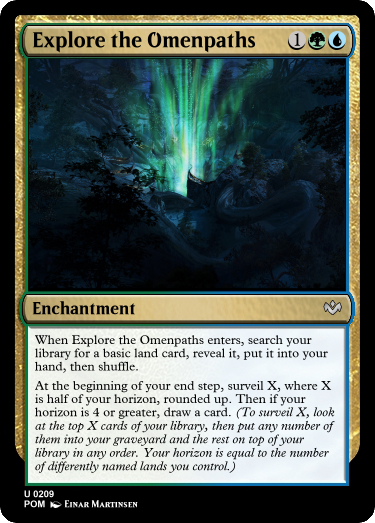 Explore the Omenpaths 1
Enchantment
When Explore the Omenpaths enters, search your
library for a basic land card, reveal it, put it into your
hand, then shuffle.
At the beginning of your end step, surveil X, where X
is half of your horizon, rounded up. Then if your
horizon is 4 or greater, draw a card. (To surveil X, look
at the top X cards of your library, then put any number
of them into your graveyard and the rest on top of your
library in any order. Your horizon is equal to the number
of differently named lands you control.)
U 0209
POM Einar Martinsen